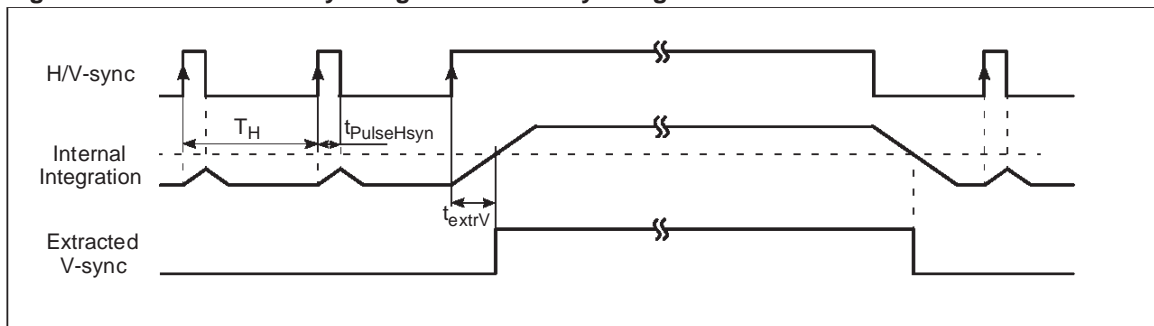 H/V-sync
T_H
t_PulseHsyn
Internal
Integration
t_extrV
Extracted
V-sync